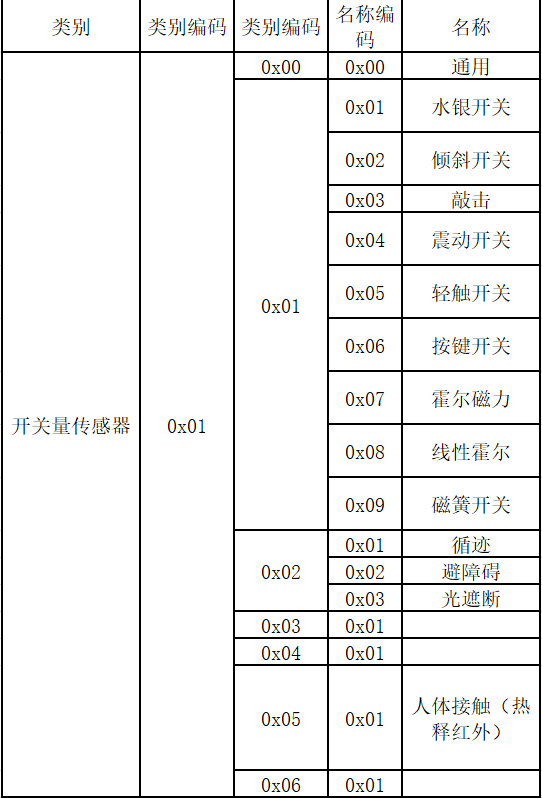 类别 类别编码 类别编码 名称编码 名称
开关量传感器 0x01 0x00 0x00 通用
0x01 0x01 水银开关
0x02 倾斜开关
0x03 敲击
0x04 震动开关
0x05 轻触开关
0x06 按键开关
0x07 霍尔磁力
0x08 线性霍尔
0x09 磁簧开关
0x02 0x01 循迹
0x02 避障碍
0x03 光遮断
0x03 0x01
0x04 0x01
0x05 0x01 人体接触（热释红外）
0x06 0x01